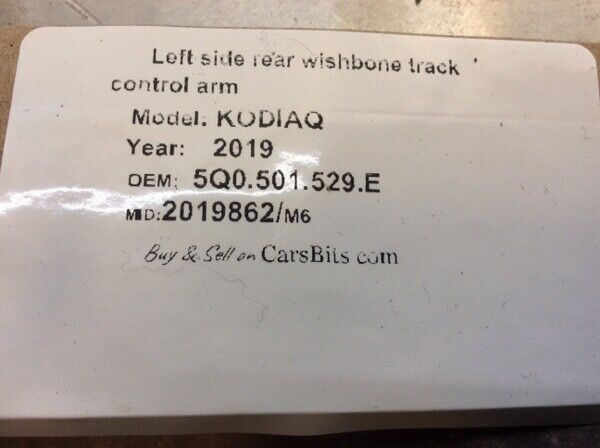 Left side rear wishbone track
control arm
Model: KODIAQ
Year: 2019
OEM: 5Q0.501.529.E
MID:2019862/M6
Buy & Sell on CarsBits com